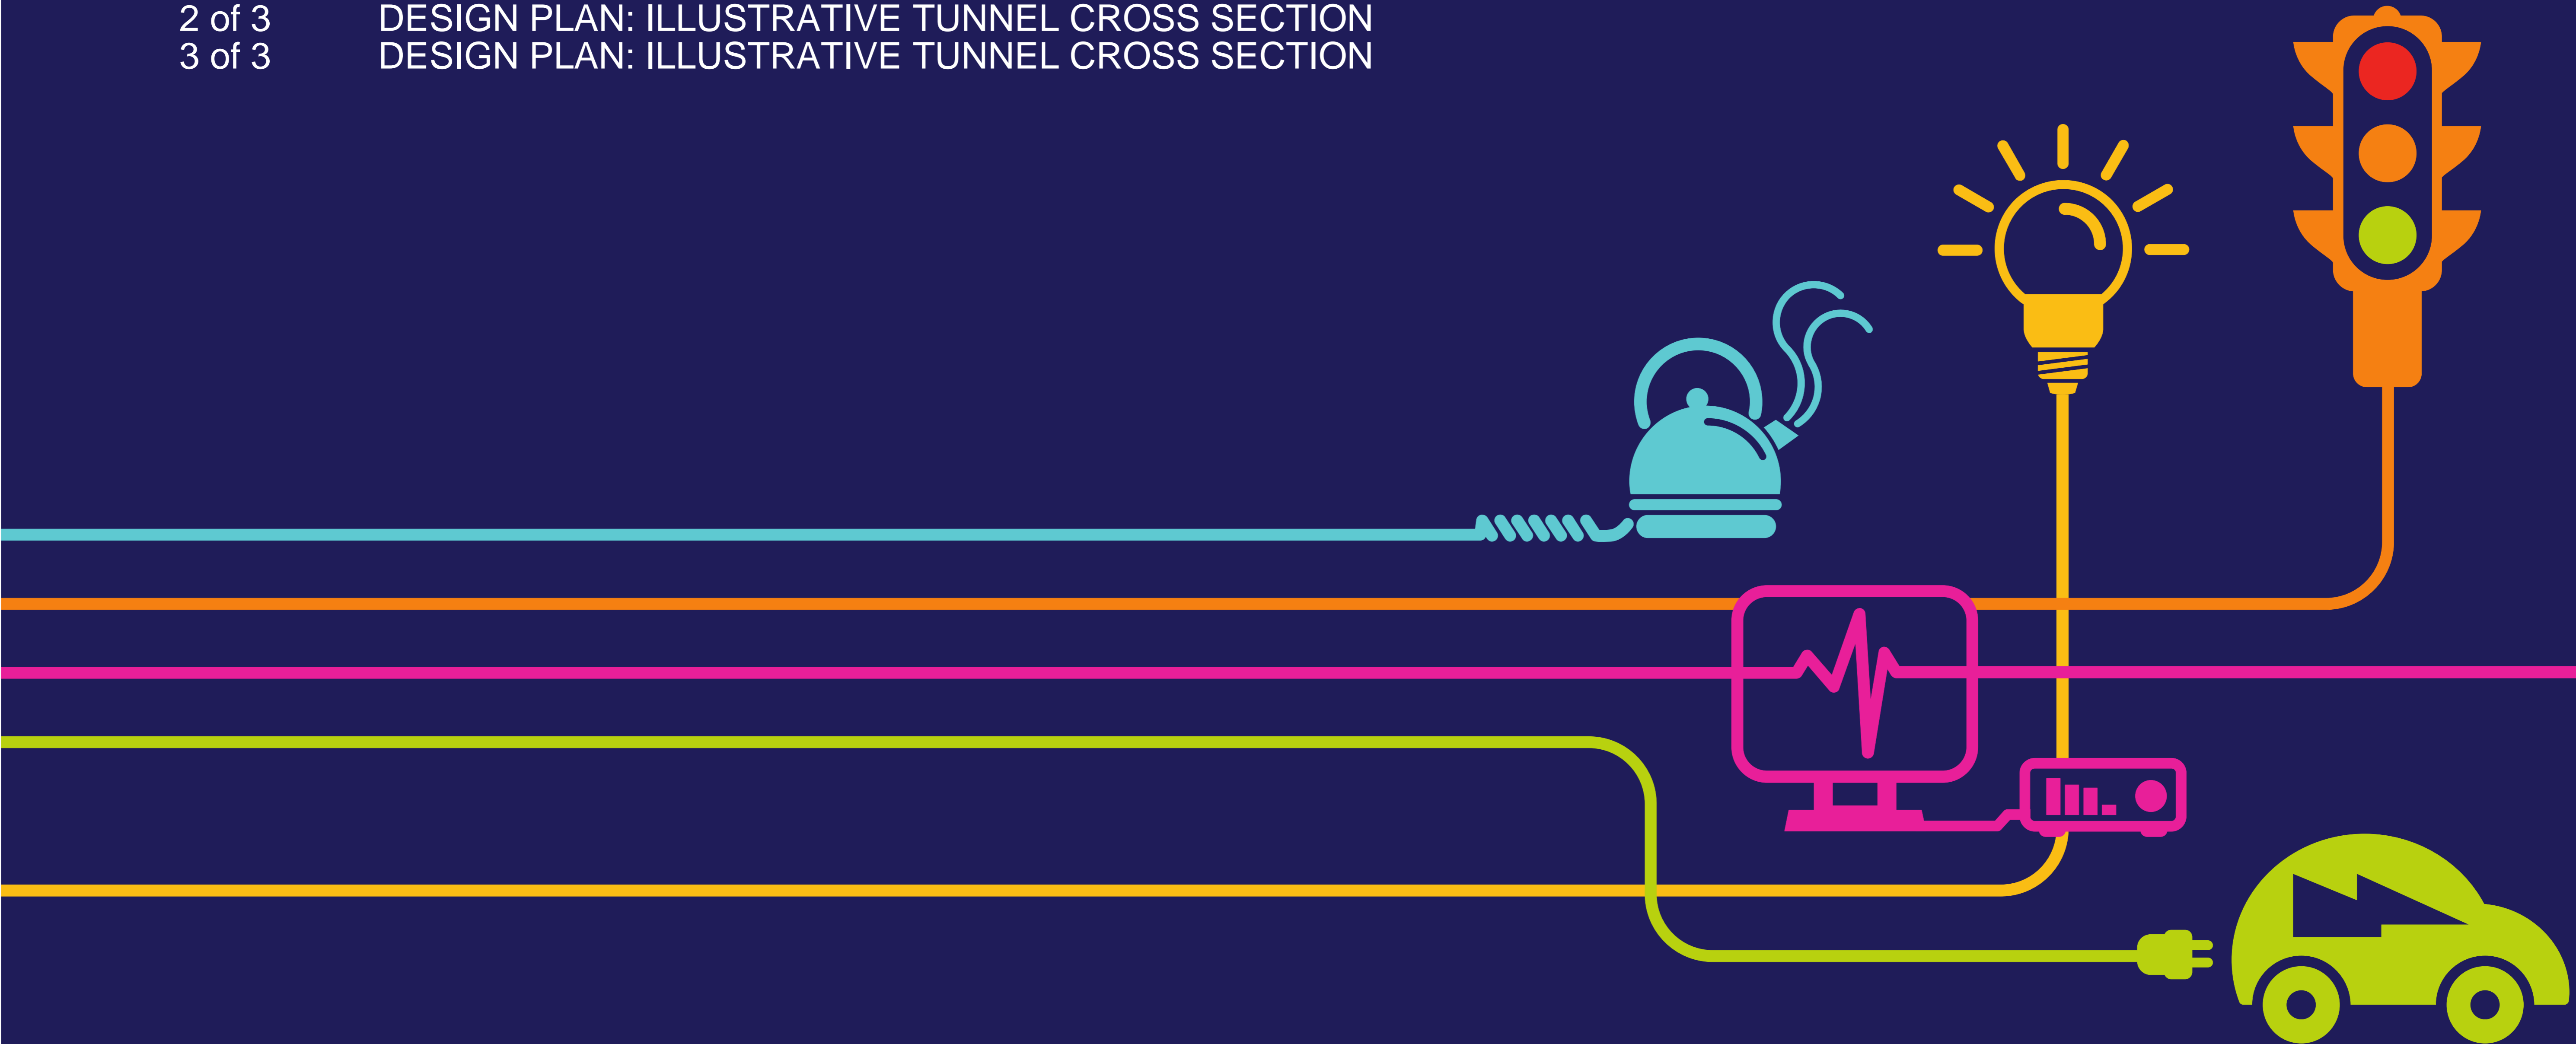 2 of 3 DESIGN PLAN: ILLUSTRATIVE TUNNEL CROSS SECTION
3 of 3 DESIGN PLAN: ILLUSTRATIVE TUNNEL CROSS SECTION